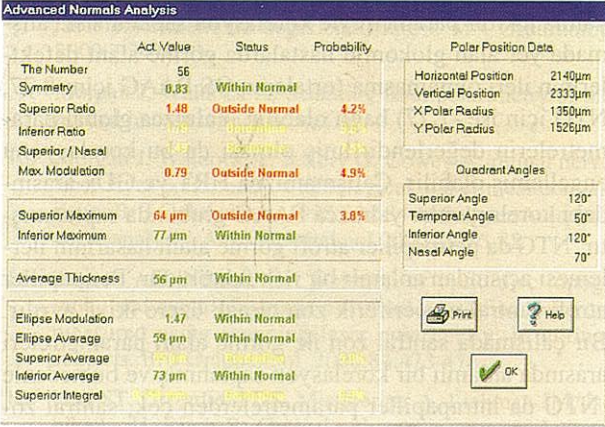 Advanced Normals Analysis
Act. Value Status Probability
The Number 56
Symmetry 0.83 Within Normal
Superior Ratio 1.48 Outside Normal 4.2%
Inferior Ratio
Superior / Nasal
Max. Modulation 0.79 Outside Normal 4.9%
Superior Maximum 64 µm Outside Normal 3.8%
Inferior Maximum 77 µm Within Normal
Average Thickness 56 µm Within Normal
Ellipse Modulation 1.47 Within Normal
Ellipse Average 59 µm Within Normal
Superior Average
Inferior Average 73 µm Within Normal
Superior Integral
Polar Position Data
Horizontal Position 2140µm
Vertical Position 2333µm
X Polar Radius 1350µm
Y Polar Radius 1526µm
Quadrant Angles
Superior Angle 120°
Temporal Angle 50°
Inferior Angle 120°
Nasal Angle 70°
Print
Help
OK